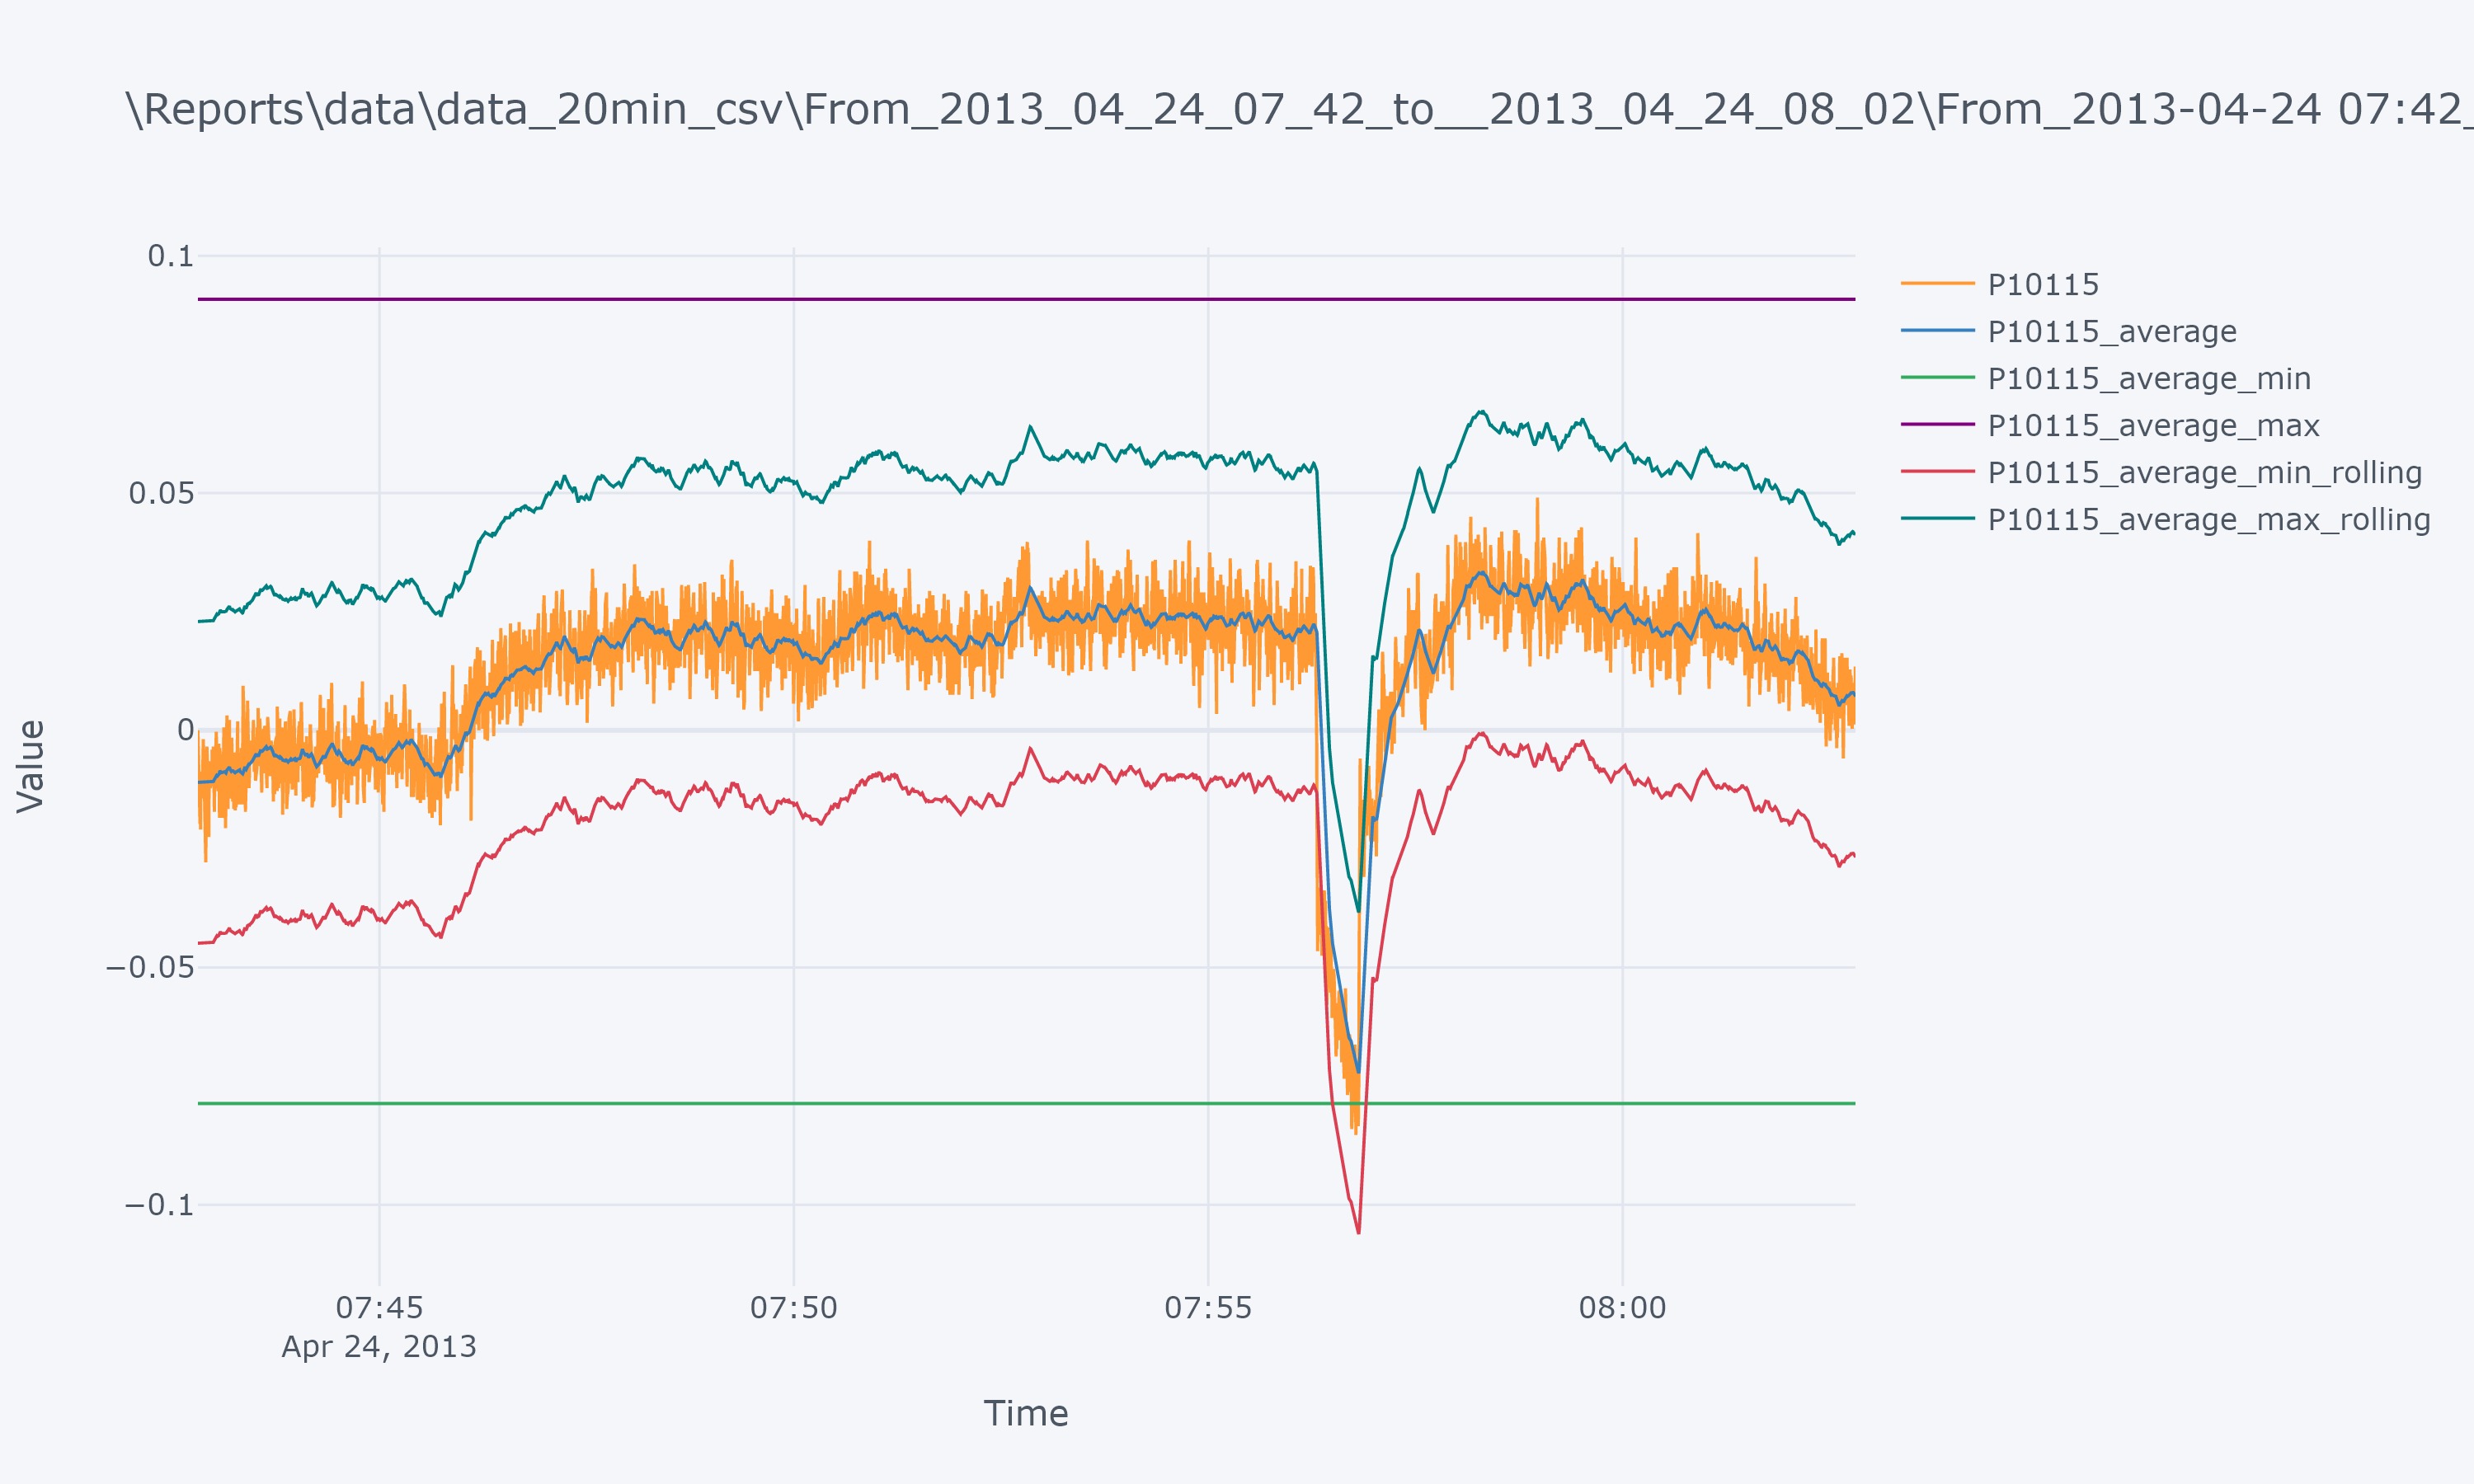 \Reports\data\data_20min_csv\From_2013_04_24_07_42_to__2013_04_24_08_02\From_2013-04-24 07:42_
0.1
0.05
0
−0.05
−0.1
Value
07:45
07:50
07:55
08:00
Apr 24, 2013
Time
P10115
P10115_average
P10115_average_min
P10115_average_max
P10115_average_min_rolling
P10115_average_max_rolling